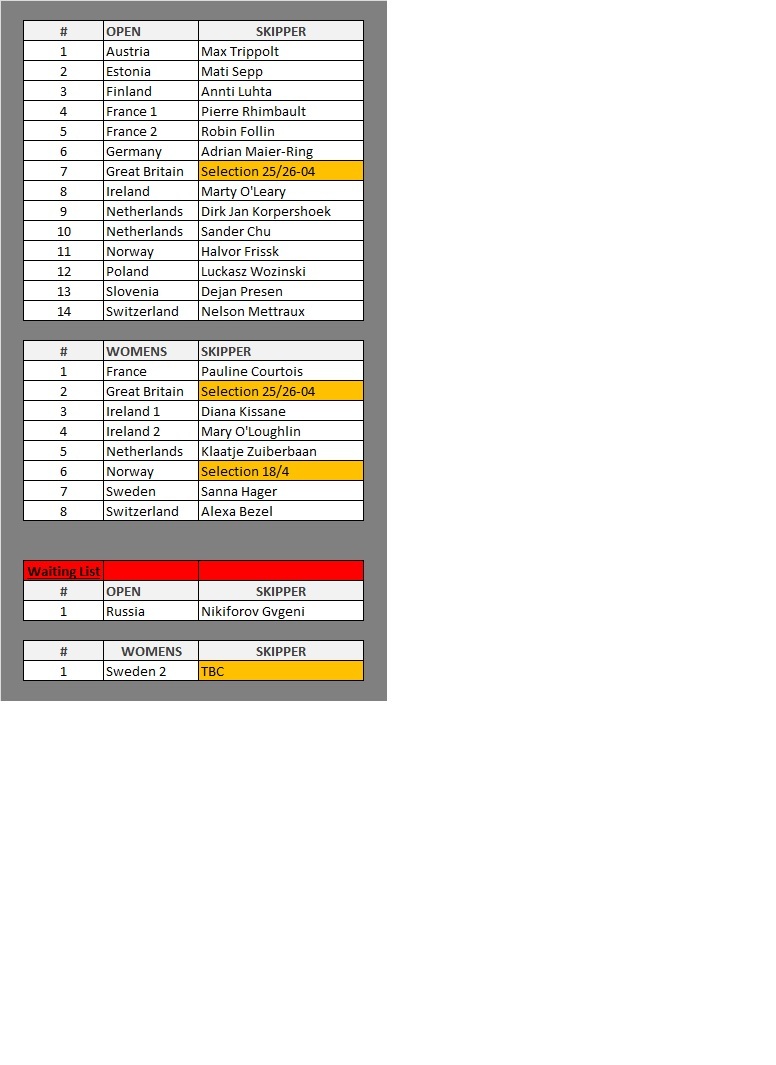 # OPEN SKIPPER
1 Austria Max Trippolt
2 Estonia Mati Sepp
3 Finland Annti Luhta
4 France 1 Pierre Rhimbault
5 France 2 Robin Follin
6 Germany Adrian Maier-Ring
7 Great Britain Selection 25/26-04
8 Ireland Marty O'Leary
9 Netherlands Dirk Jan Korpershoek
10 Netherlands Sander Chu
11 Norway Halvor Frissk
12 Poland Luckasz Wozinski
13 Slovenia Dejan Presen
14 Switzerland Nelson Mettraux
# WOMENS SKIPPER
1 France Pauline Courtois
2 Great Britain Selection 25/26-04
3 Ireland 1 Diana Kissane
4 Ireland 2 Mary O'Loughlin
5 Netherlands Klaatje Zuiberbaan
6 Norway Selection 18/4
7 Sweden Sanna Hager
8 Switzerland Alexa Bezel
Waiting List
# OPEN SKIPPER
1 Russia Nikiforov Gvgeni
# WOMENS SKIPPER
1 Sweden 2 TBC